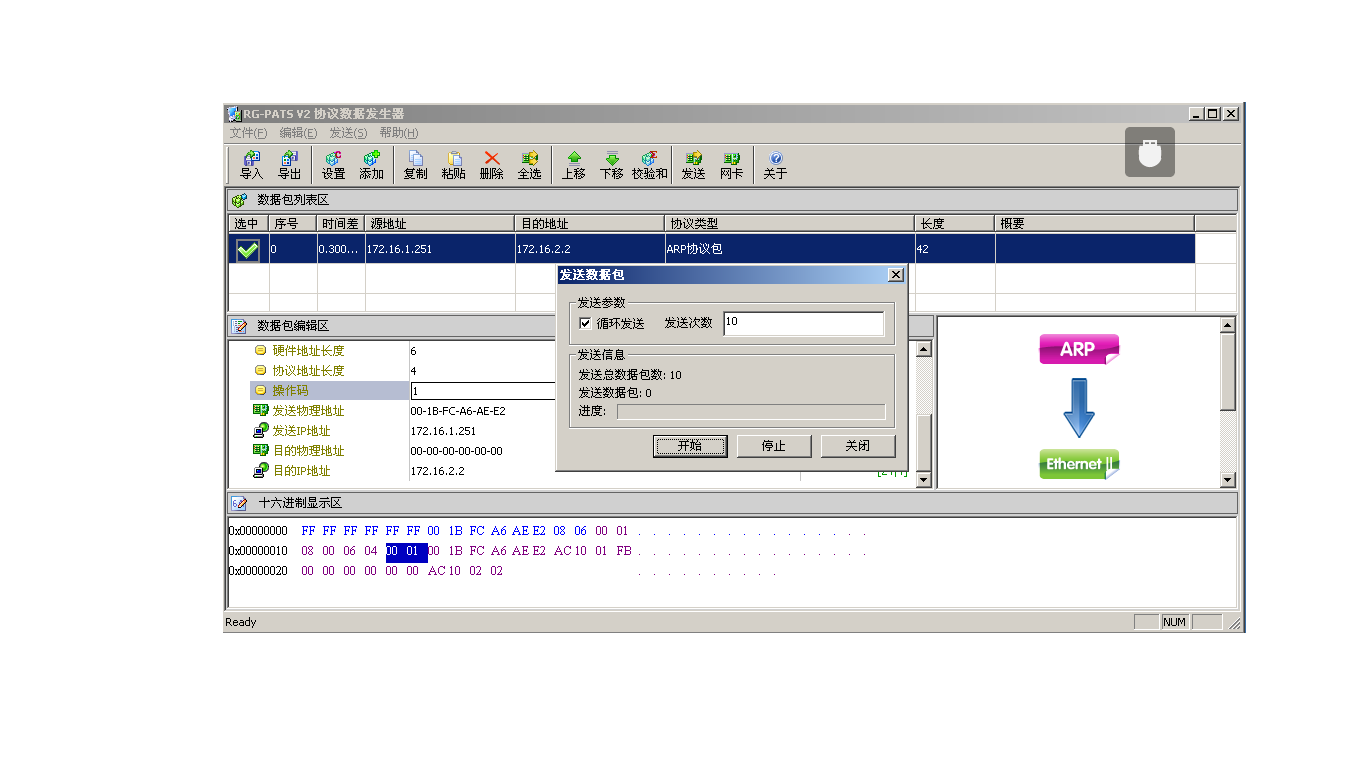 RG-PATS V2 协议数据发生器
文件(F) 编辑(E) 发送(S) 帮助(H)
导入 导出 设置 添加 复制 粘贴 删除 全选 上移 下移 校验和 发送 网卡 关于
数据包列表区
选中 序号 时间差 源地址 目的地址 协议类型 长度 概要
0 0.300... 172.16.1.251 172.16.2.2 ARP协议包 42
发送数据包
发送参数
循环发送 发送次数 10
发送信息
发送总数据包数: 10
发送数据包: 0
进度:
开始 停止 关闭
数据包编辑区
硬件地址长度 6
协议地址长度 4
操作码 1
发送物理地址 00-1B-FC-A6-AE-E2
发送IP地址 172.16.1.251
目的物理地址 00-00-00-00-00-00
目的IP地址 172.16.2.2
ARP
Ethernet II
十六进制显示区
0x00000000 FF FF FF FF FF FF 00 1B FC A6 AE E2 08 06 00 01 . . . . . . . . . . . . . . . .
0x00000010 08 00 06 04 00 01 00 1B FC A6 AE E2 AC 10 01 FB . . . . . . . . . . . . . . . .
0x00000020 00 00 00 00 00 00 AC 10 02 02 . . . . . . . . . .
Ready NUM